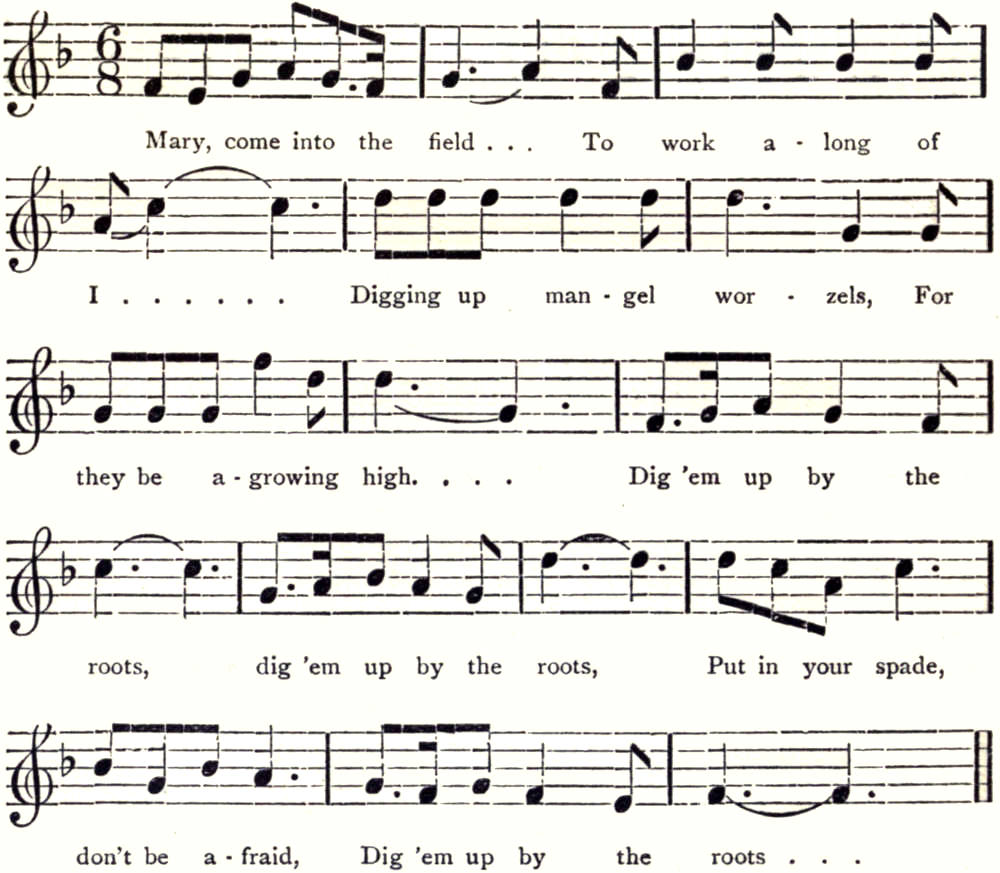 6
8
Mary, come into the field . . . To work a - long of
I . . . . . . Digging up man - gel wor - zels, For
they be a - growing high. . . . Dig 'em up by the
roots, dig 'em up by the roots, Put in your spade,
don't be a - fraid, Dig 'em up by the roots . . .